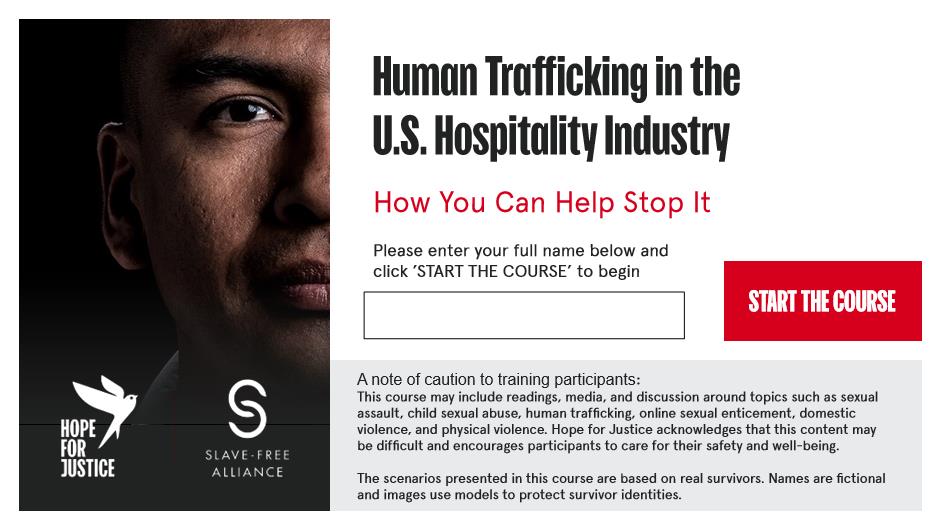 Human Trafficking in the
U.S. Hospitality Industry
How You Can Help Stop It
Please enter your full name below and
click ‘START THE COURSE’ to begin
START THE COURSE
A note of caution to training participants:
This course may include readings, media, and discussion around topics such as sexual
assault, child sexual abuse, human trafficking, online sexual enticement, domestic
violence, and physical violence. Hope for Justice acknowledges that this content may
be difficult and encourages participants to care for their safety and well-being.
The scenarios presented in this course are based on real survivors. Names are fictional
and images use models to protect survivor identities.
HOPE
FOR
JUSTICE
SLAVE-FREE
ALLIANCE